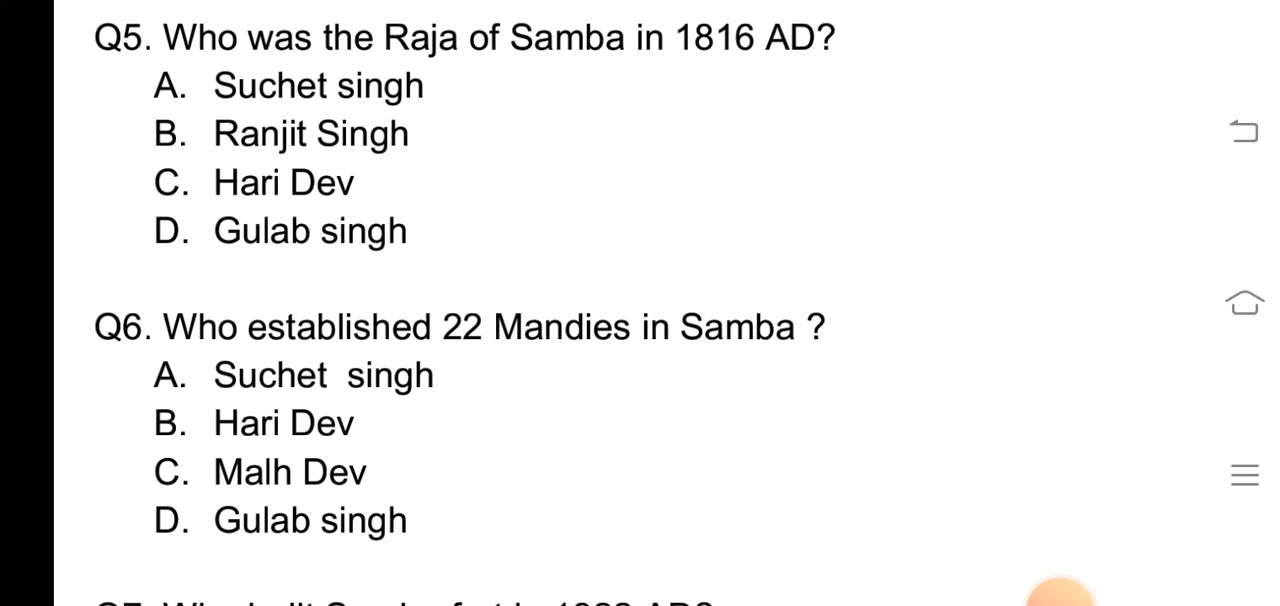 Q5. Who was the Raja of Samba in 1816 AD?
A. Suchet singh
B. Ranjit Singh
C. Hari Dev
D. Gulab singh
Q6. Who established 22 Mandies in Samba ?
A. Suchet  singh
B. Hari Dev
C. Malh Dev
D. Gulab singh